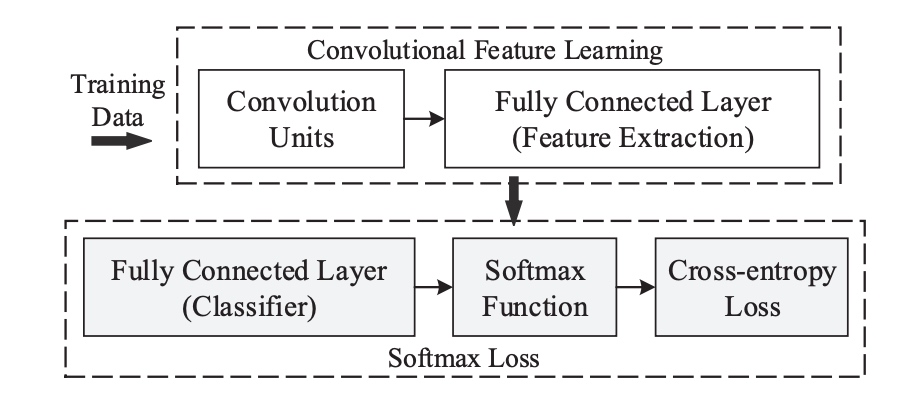 Convolutional Feature Learning
Training
Data
Convolution
Units
Fully Connected Layer
(Feature Extraction)
Fully Connected Layer
(Classifier)
Softmax
Function
Cross-entropy
Loss
Softmax Loss